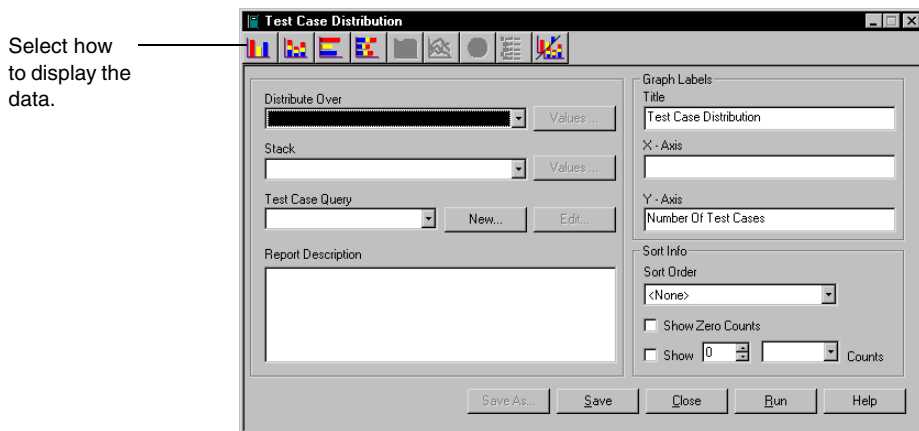 Select how
to display the
data.
Test Case Distribution
Distribute Over
Values ...
Stack
Values ...
Test Case Query
New...
Edit...
Report Description
Graph Labels
Title
Test Case Distribution
X - Axis
Y - Axis
Number Of Test Cases
Sort Info
Sort Order
<None>
Show Zero Counts
Show 0 Counts
Save As... Save Close Run Help